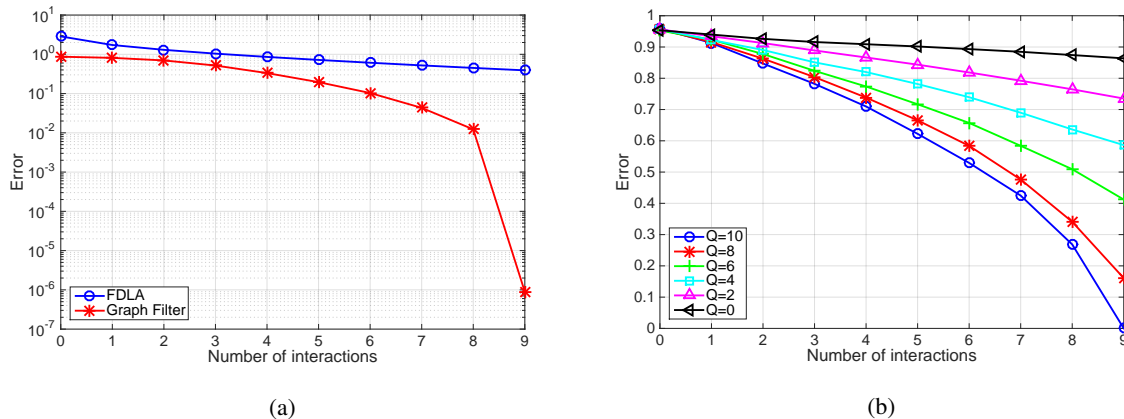 10^1
10^0
10^-1
10^-2
10^-3
10^-4
10^-5
10^-6
10^-7
Error
FDLA
Graph Filter
0 1 2 3 4 5 6 7 8 9
Number of interactions
(a)
1
0.9
0.8
0.7
0.6
0.5
0.4
0.3
0.2
0.1
0
Error
Q=10
Q=8
Q=6
Q=4
Q=2
Q=0
0 1 2 3 4 5 6 7 8 9
Number of interactions
(b)